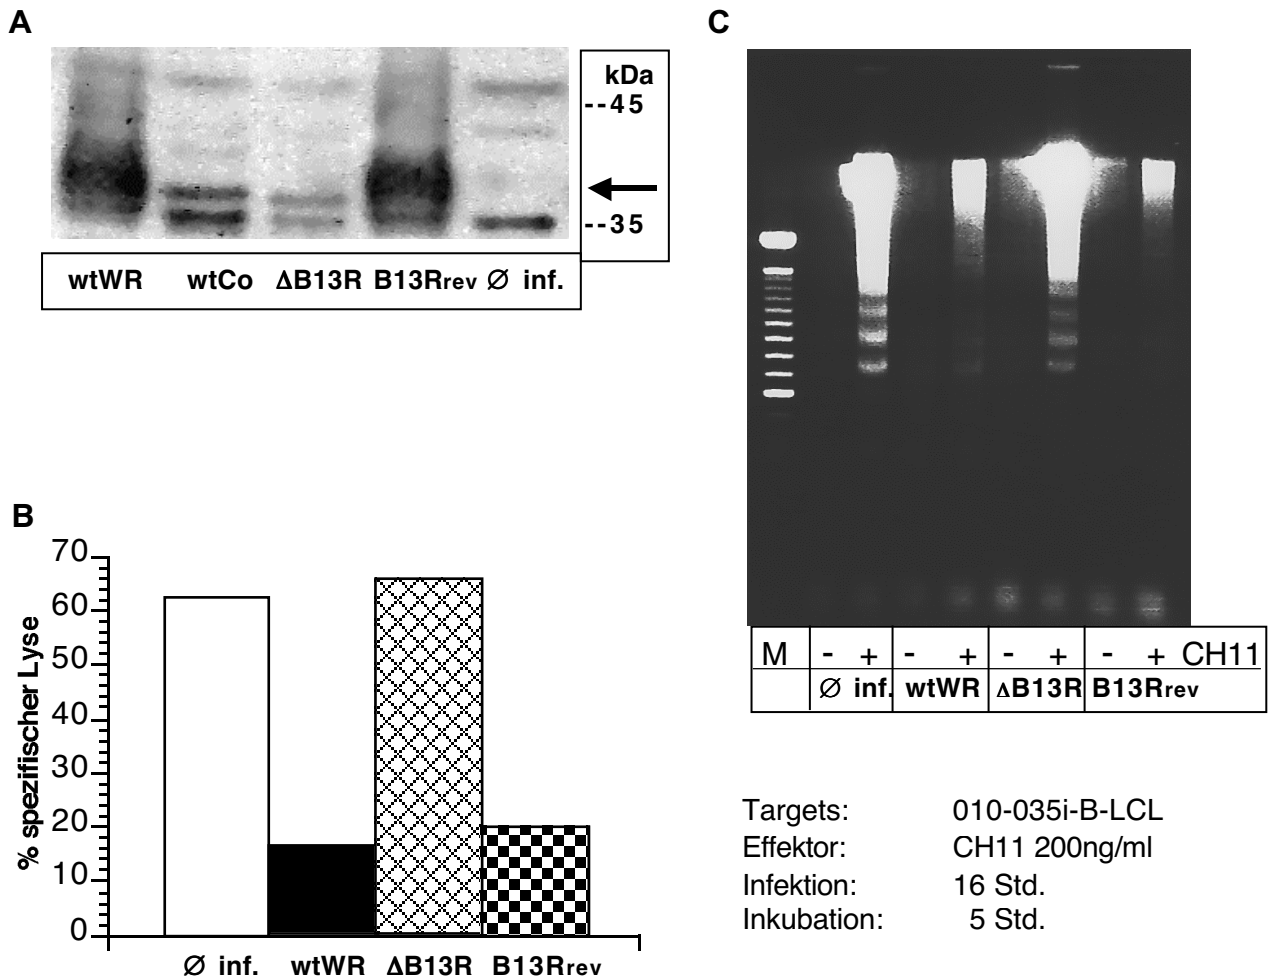 A
kDa
--45
--35
wtWR wtCo ΔB13R B13Rrev Ø inf.
B
% spezifischer Lyse
70
60
50
40
30
20
10
0
Ø inf. wtWR ΔB13R B13Rrev
C
M - + - + - + - + CH11
Ø inf. wtWR ΔB13R B13Rrev
Targets: 010-035i-B-LCL
Effektor: CH11 200ng/ml
Infektion: 16 Std.
Inkubation: 5 Std.